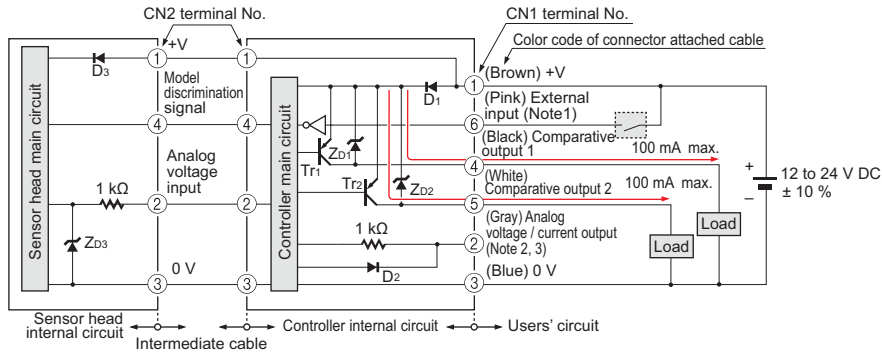 CN2 terminal No.
CN1 terminal No.
Color code of connector attached cable
+V
1
1
D3
Model
discrimination
signal
4
4
Analog
voltage
input
1 kΩ
2
2
ZD3
0 V
3
3
Sensor head main circuit
Controller main circuit
D1
1
(Brown) +V
(Pink) External
input (Note1)
6
(Black) Comparative
output 1
100 mA max.
ZD1
Tr1
4
(White)
Comparative output 2
100 mA max.
Tr2
ZD2
5
(Gray) Analog
voltage / current output
(Note 2, 3)
1 kΩ
2
D2
(Blue) 0 V
3
Load
Load
+
−
12 to 24 V DC
± 10 %
Sensor head
internal circuit
Intermediate cable
Controller internal circuit
Users' circuit